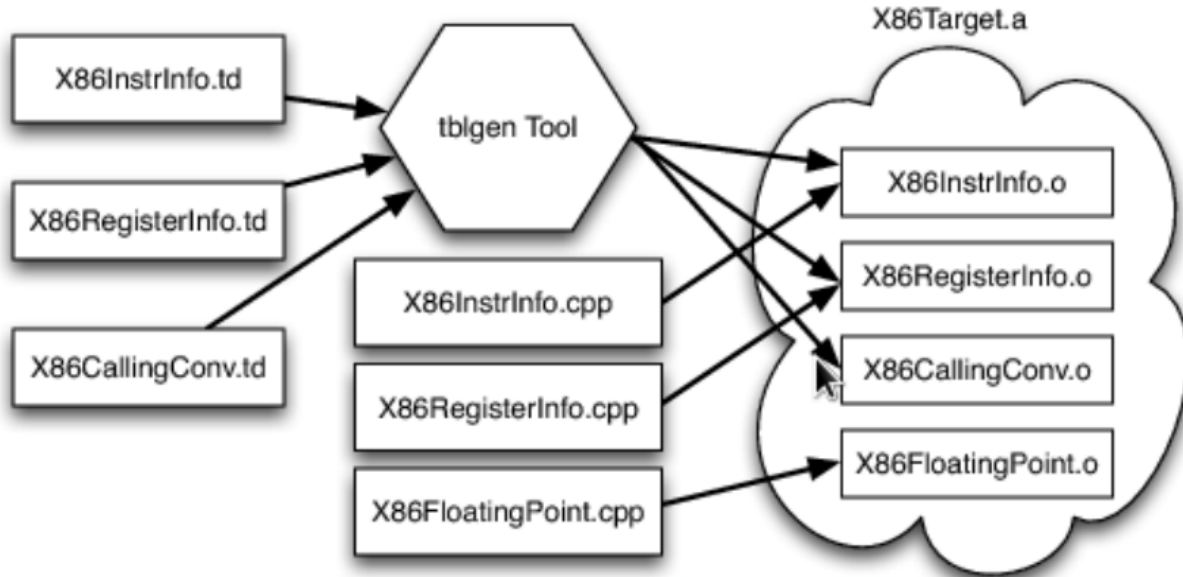 X86Target.a
X86InstrInfo.td
tblgen Tool
X86InstrInfo.o
X86RegisterInfo.td
X86RegisterInfo.o
X86InstrInfo.cpp
X86CallingConv.td
X86CallingConv.o
X86RegisterInfo.cpp
X86FloatingPoint.o
X86FloatingPoint.cpp